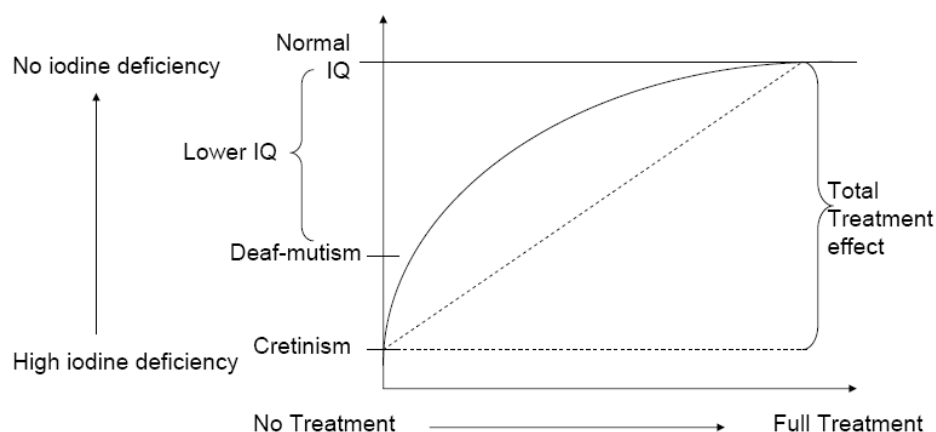 Normal
IQ
No iodine deficiency
Lower IQ
Total
Treatment
effect
Deaf-mutism
Cretinism
High iodine deficiency
No Treatment
Full Treatment